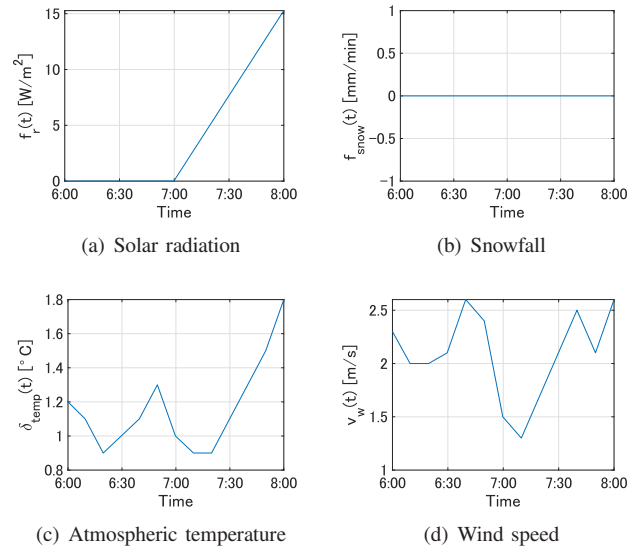 15
10
5
0
f_r(t) [W/m²]
6:00 6:30 7:00 7:30 8:00
Time
(a) Solar radiation
1
0.5
0
-0.5
-1
f_snow(t) [mm/min]
6:00 6:30 7:00 7:30 8:00
Time
(b) Snowfall
1.8
1.6
1.4
1.2
1
0.8
δ_temp(t) [°C]
6:00 6:30 7:00 7:30 8:00
Time
(c) Atmospheric temperature
2.5
2
1.5
1
v_w(t) [m/s]
6:00 6:30 7:00 7:30 8:00
Time
(d) Wind speed